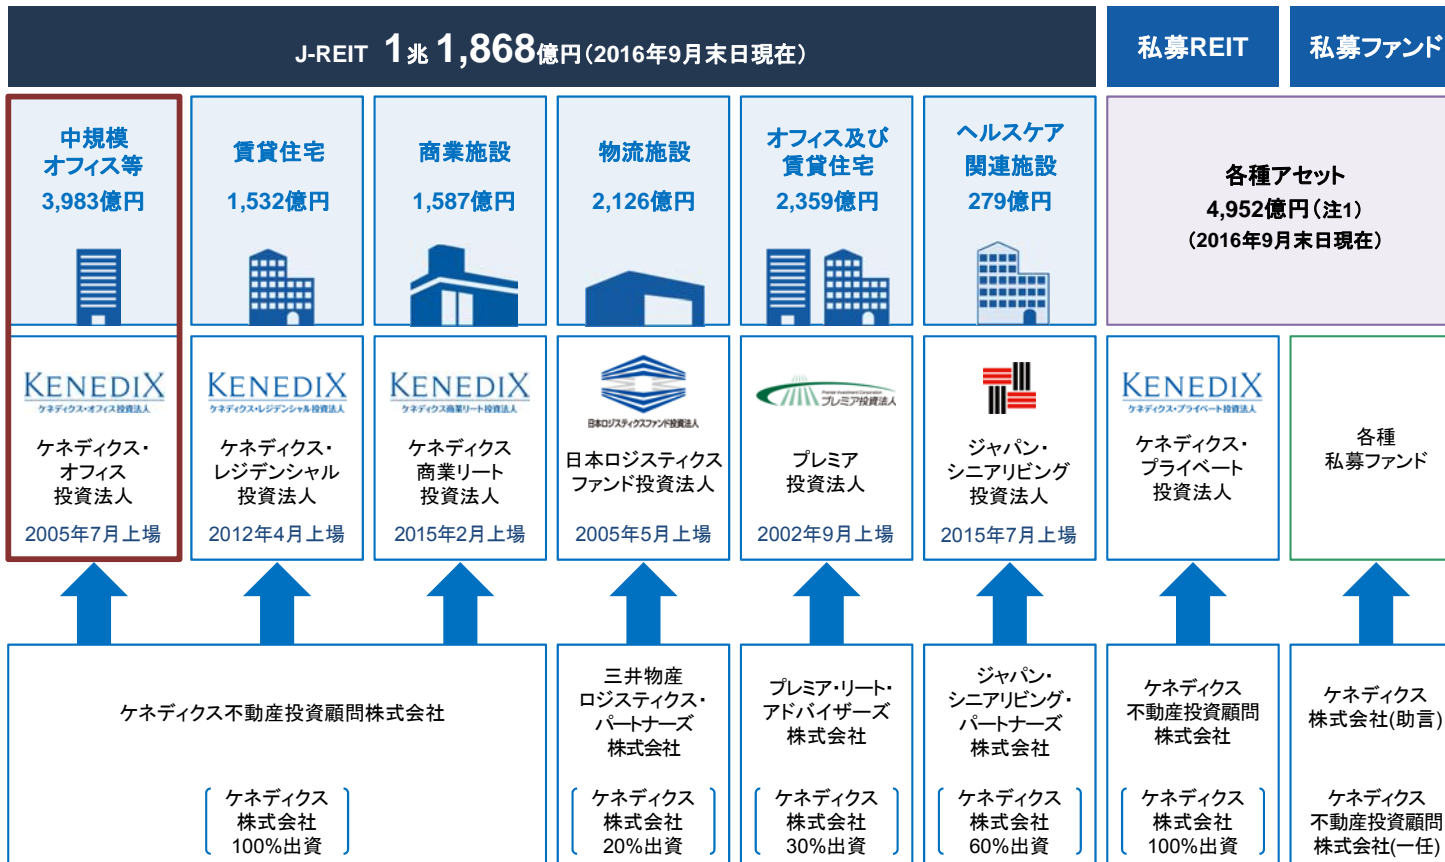 J-REIT 1兆1,868億円(2016年9月末日現在)
私募REIT
私募ファンド
中規模
オフィス等
3,983億円
賃貸住宅
1,532億円
商業施設
1,587億円
物流施設
2,126億円
オフィス及び
賃貸住宅
2,359億円
ヘルスケア
関連施設
279億円
各種アセット
4,952億円(注1)
(2016年9月末日現在)
KENEDIX
ケネディクス・オフィス投資法人
ケネディクス・
オフィス
投資法人
2005年7月上場
KENEDIX
ケネディクス・レジデンシャル投資法人
ケネディクス・
レジデンシャル
投資法人
2012年4月上場
KENEDIX
ケネディクス商業リート投資法人
ケネディクス
商業リート
投資法人
2015年2月上場
日本ロジスティクスファンド投資法人
日本ロジスティクス
ファンド投資法人
2005年5月上場
Premier Investment Corporation
プレミア投資法人
プレミア
投資法人
2002年9月上場
ジャパン・
シニアリビング
投資法人
2015年7月上場
KENEDIX
ケネディクス・プライベート投資法人
ケネディクス・
プライベート
投資法人
各種
私募ファンド
ケネディクス不動産投資顧問株式会社
ケネディクス
株式会社
100%出資
三井物産
ロジスティクス・
パートナーズ
株式会社
ケネディクス
株式会社
20%出資
プレミア・リート・
アドバイザーズ
株式会社
ケネディクス
株式会社
30%出資
ジャパン・
シニアリビング・
パートナーズ
株式会社
ケネディクス
株式会社
60%出資
ケネディクス
不動産投資顧問
株式会社
ケネディクス
株式会社
100%出資
ケネディクス
株式会社(助言)
ケネディクス
不動産投資顧問
株式会社(一任)